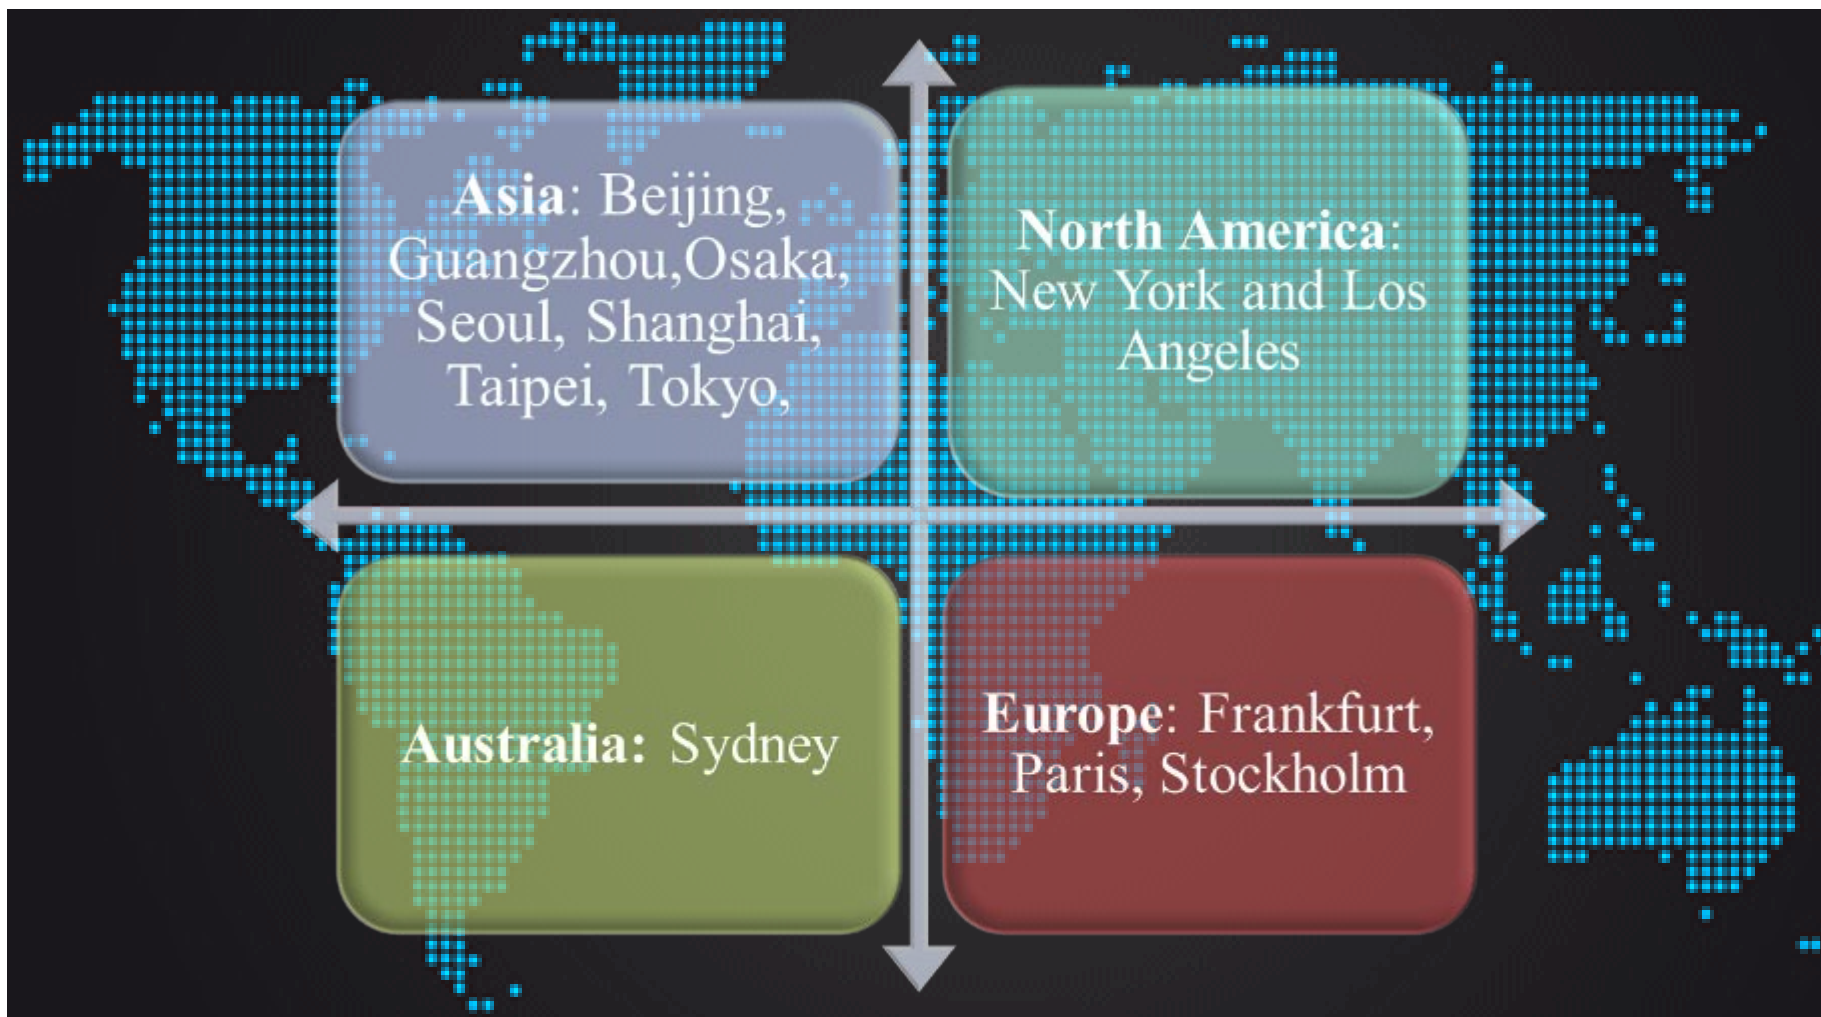 Asia: Beijing,
Guangzhou,Osaka,
Seoul, Shanghai,
Taipei, Tokyo,
North America:
New York and Los
Angeles
Australia: Sydney
Europe: Frankfurt,
Paris, Stockholm